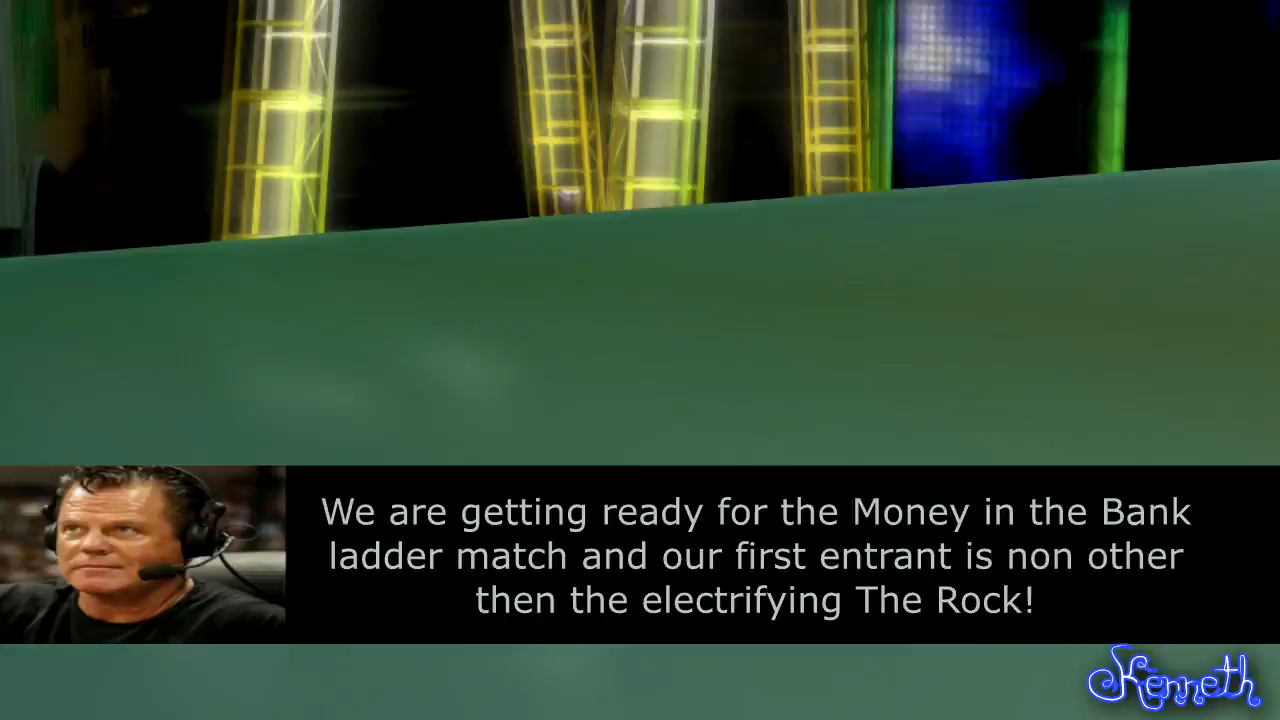 We are getting ready for the Money in the Bank
ladder match and our first entrant is non other
then the electrifying The Rock!
Kenneth